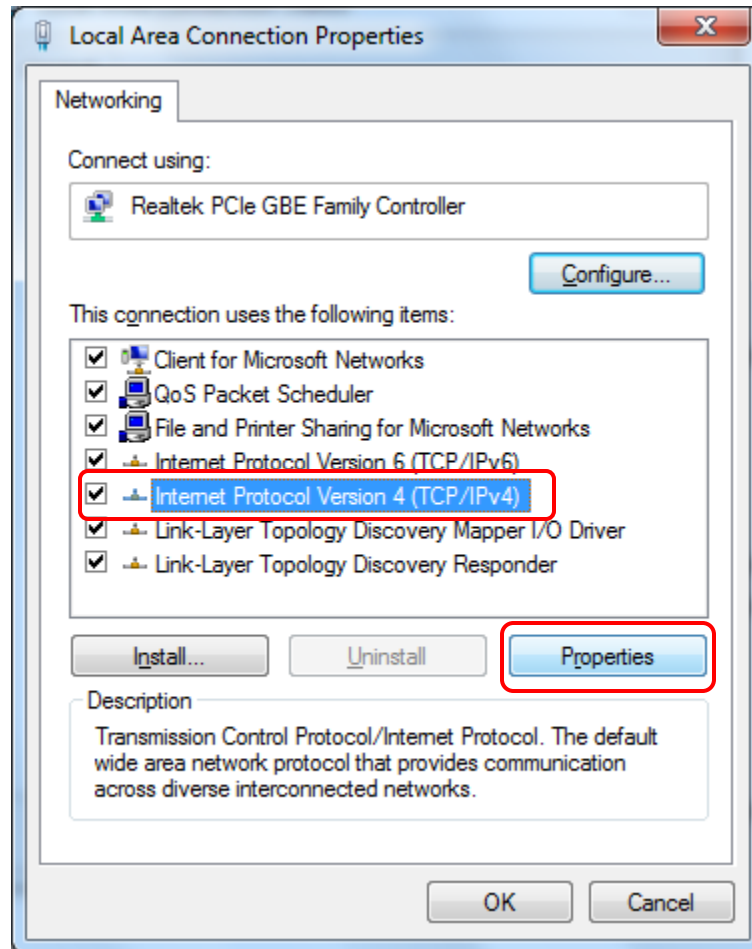 Local Area Connection Properties
Networking
Connect using:
Realtek PCIe GBE Family Controller
Configure...
This connection uses the following items:
Client for Microsoft Networks
QoS Packet Scheduler
File and Printer Sharing for Microsoft Networks
Internet Protocol Version 6 (TCP/IPv6)
Internet Protocol Version 4 (TCP/IPv4)
Link-Layer Topology Discovery Mapper I/O Driver
Link-Layer Topology Discovery Responder
Install...
Uninstall
Properties
Description
Transmission Control Protocol/Internet Protocol. The default
wide area network protocol that provides communication
across diverse interconnected networks.
OK
Cancel